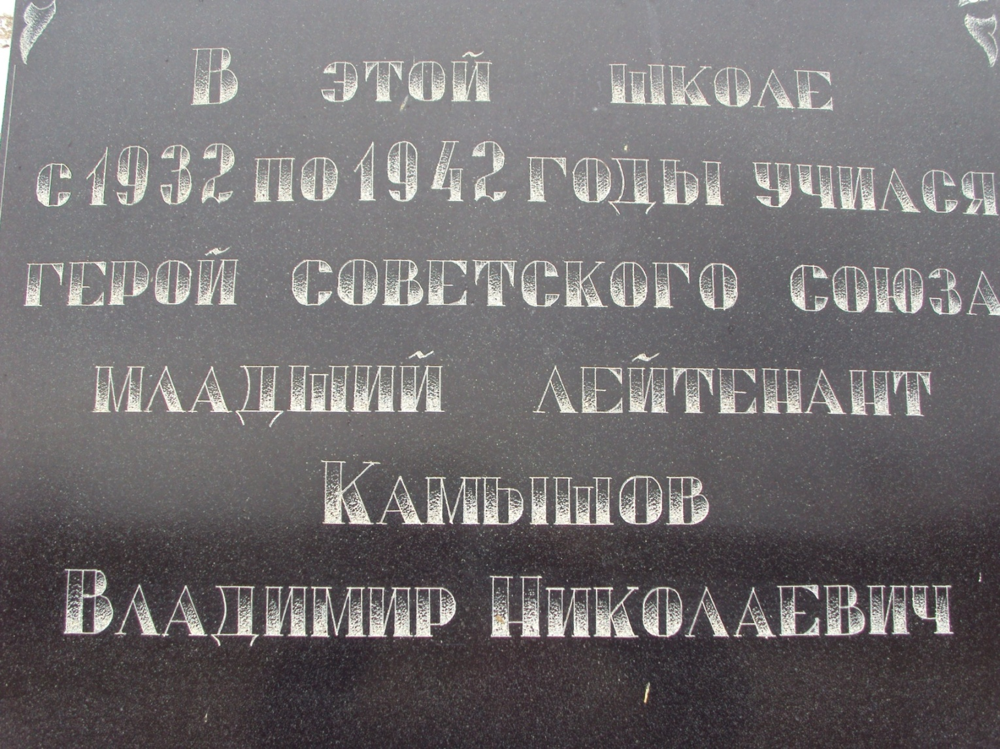 В этой школе
с 1932 по 1942 годы учился
Герой Советского Союза
младший лейтенант
Камышов
Владимир Николаевич